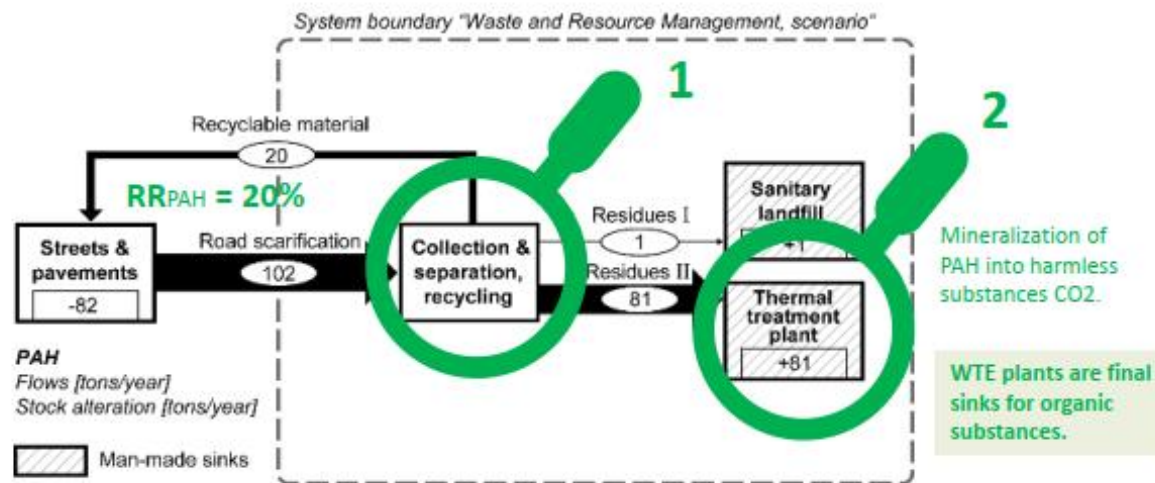 System boundary "Waste and Resource Management, scenario"
1
2
Recyclable material
20
RRPAH = 20%
Streets &
pavements
-82
Road scarification
102
Collection &
separation,
recycling
Residues I
1
Residues II
81
Sanitary
landfill
+1
Thermal
treatment
plant
+81
Mineralization of
PAH into harmless
substances CO2.
WTE plants are final
sinks for organic
substances.
PAH
Flows [tons/year]
Stock alteration [tons/year]
Man-made sinks